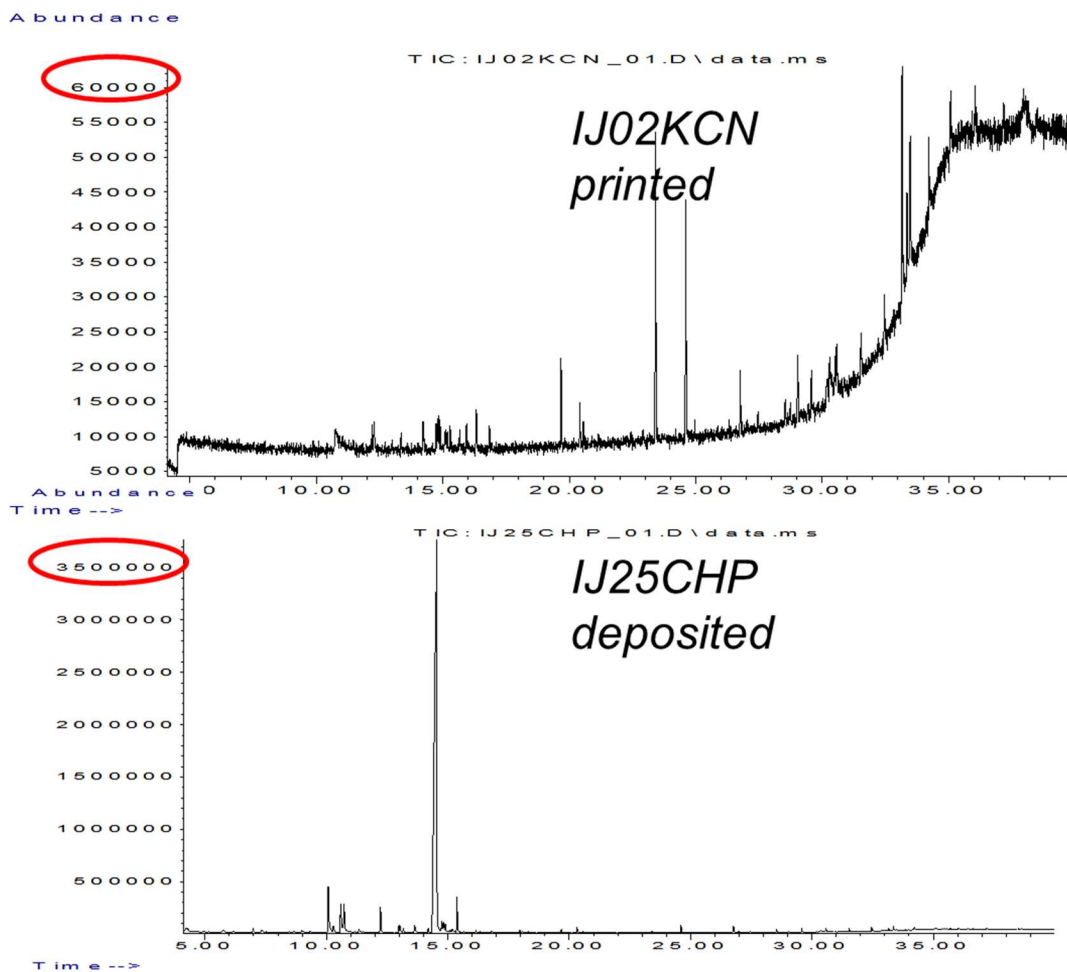 Abundance
TIC: IJ02KCN_01.D\data.ms
IJ02KCN
printed
60000
55000
50000
45000
40000
35000
30000
25000
20000
15000
10000
5000
0 10.00 15.00 20.00 25.00 30.00 35.00
Abundance
Time-->
TIC: IJ25CHP_01.D\data.ms
IJ25CHP
deposited
3500000
3000000
2500000
2000000
1500000
1000000
500000
5.00 10.00 15.00 20.00 25.00 30.00 35.00
Time-->